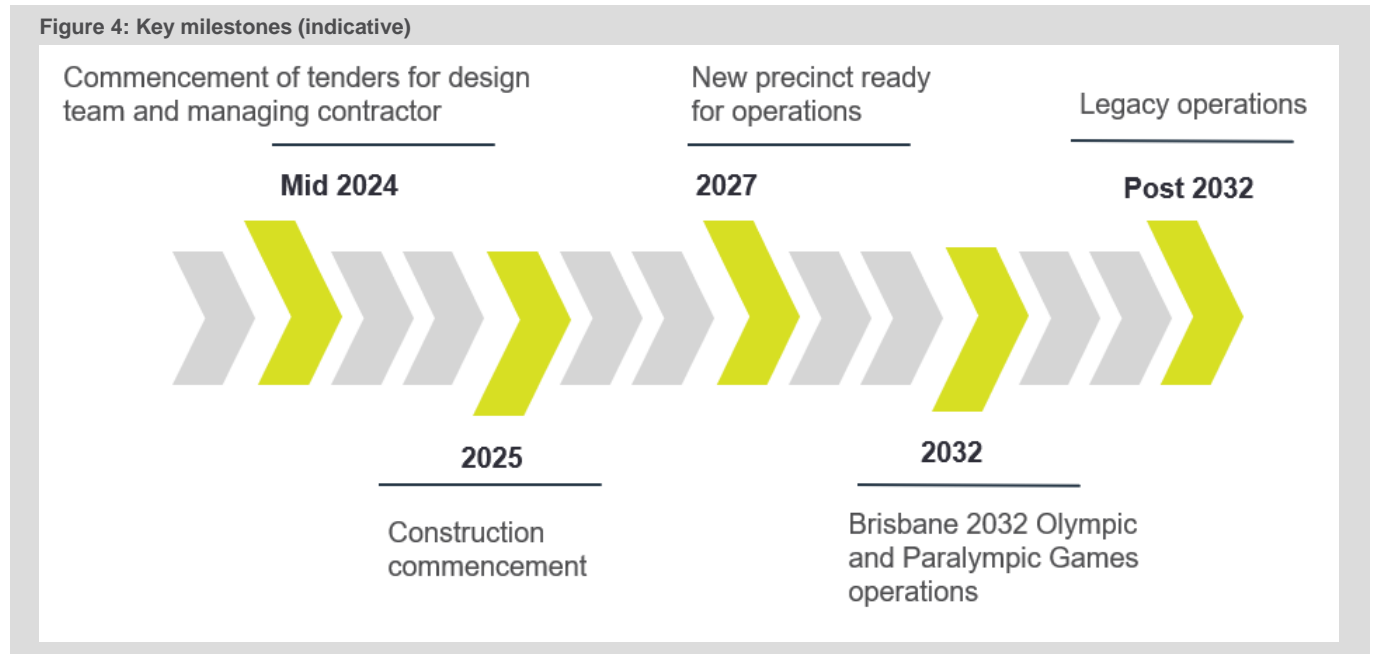 Figure 4: Key milestones (indicative)
Commencement of tenders for design
team and managing contractor
Mid 2024
New precinct ready
for operations
2027
Legacy operations
Post 2032
2025
Construction
commencement
2032
Brisbane 2032 Olympic
and Paralympic Games
operations